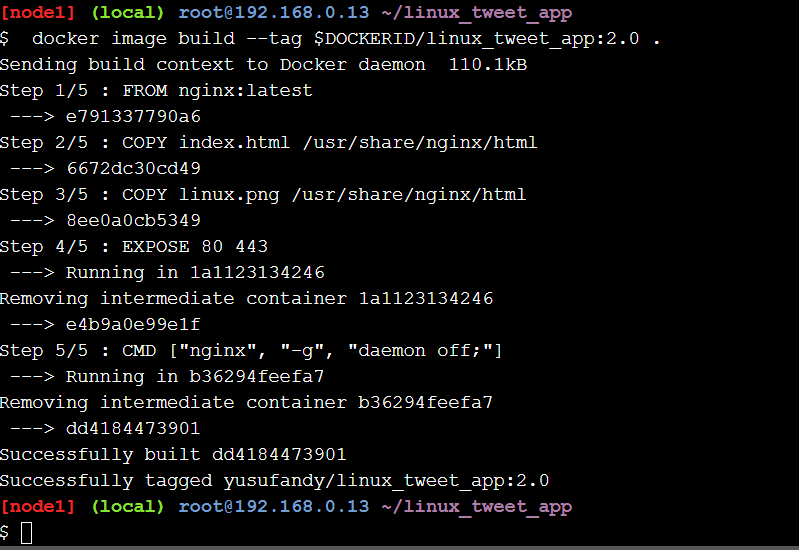 [node1] (local) root@192.168.0.13 ~/linux_tweet_app
$  docker image build --tag $DOCKERID/linux_tweet_app:2.0 .
Sending build context to Docker daemon  110.1kB
Step 1/5 : FROM nginx:latest
 ---> e791337790a6
Step 2/5 : COPY index.html /usr/share/nginx/html
 ---> 6672dc30cd49
Step 3/5 : COPY linux.png /usr/share/nginx/html
 ---> 8ee0a0cb5349
Step 4/5 : EXPOSE 80 443
 ---> Running in 1a1123134246
Removing intermediate container 1a1123134246
 ---> e4b9a0e99e1f
Step 5/5 : CMD ["nginx", "-g", "daemon off;"]
 ---> Running in b36294feefa7
Removing intermediate container b36294feefa7
 ---> dd4184473901
Successfully built dd4184473901
Successfully tagged yusufandy/linux_tweet_app:2.0
[node1] (local) root@192.168.0.13 ~/linux_tweet_app
$